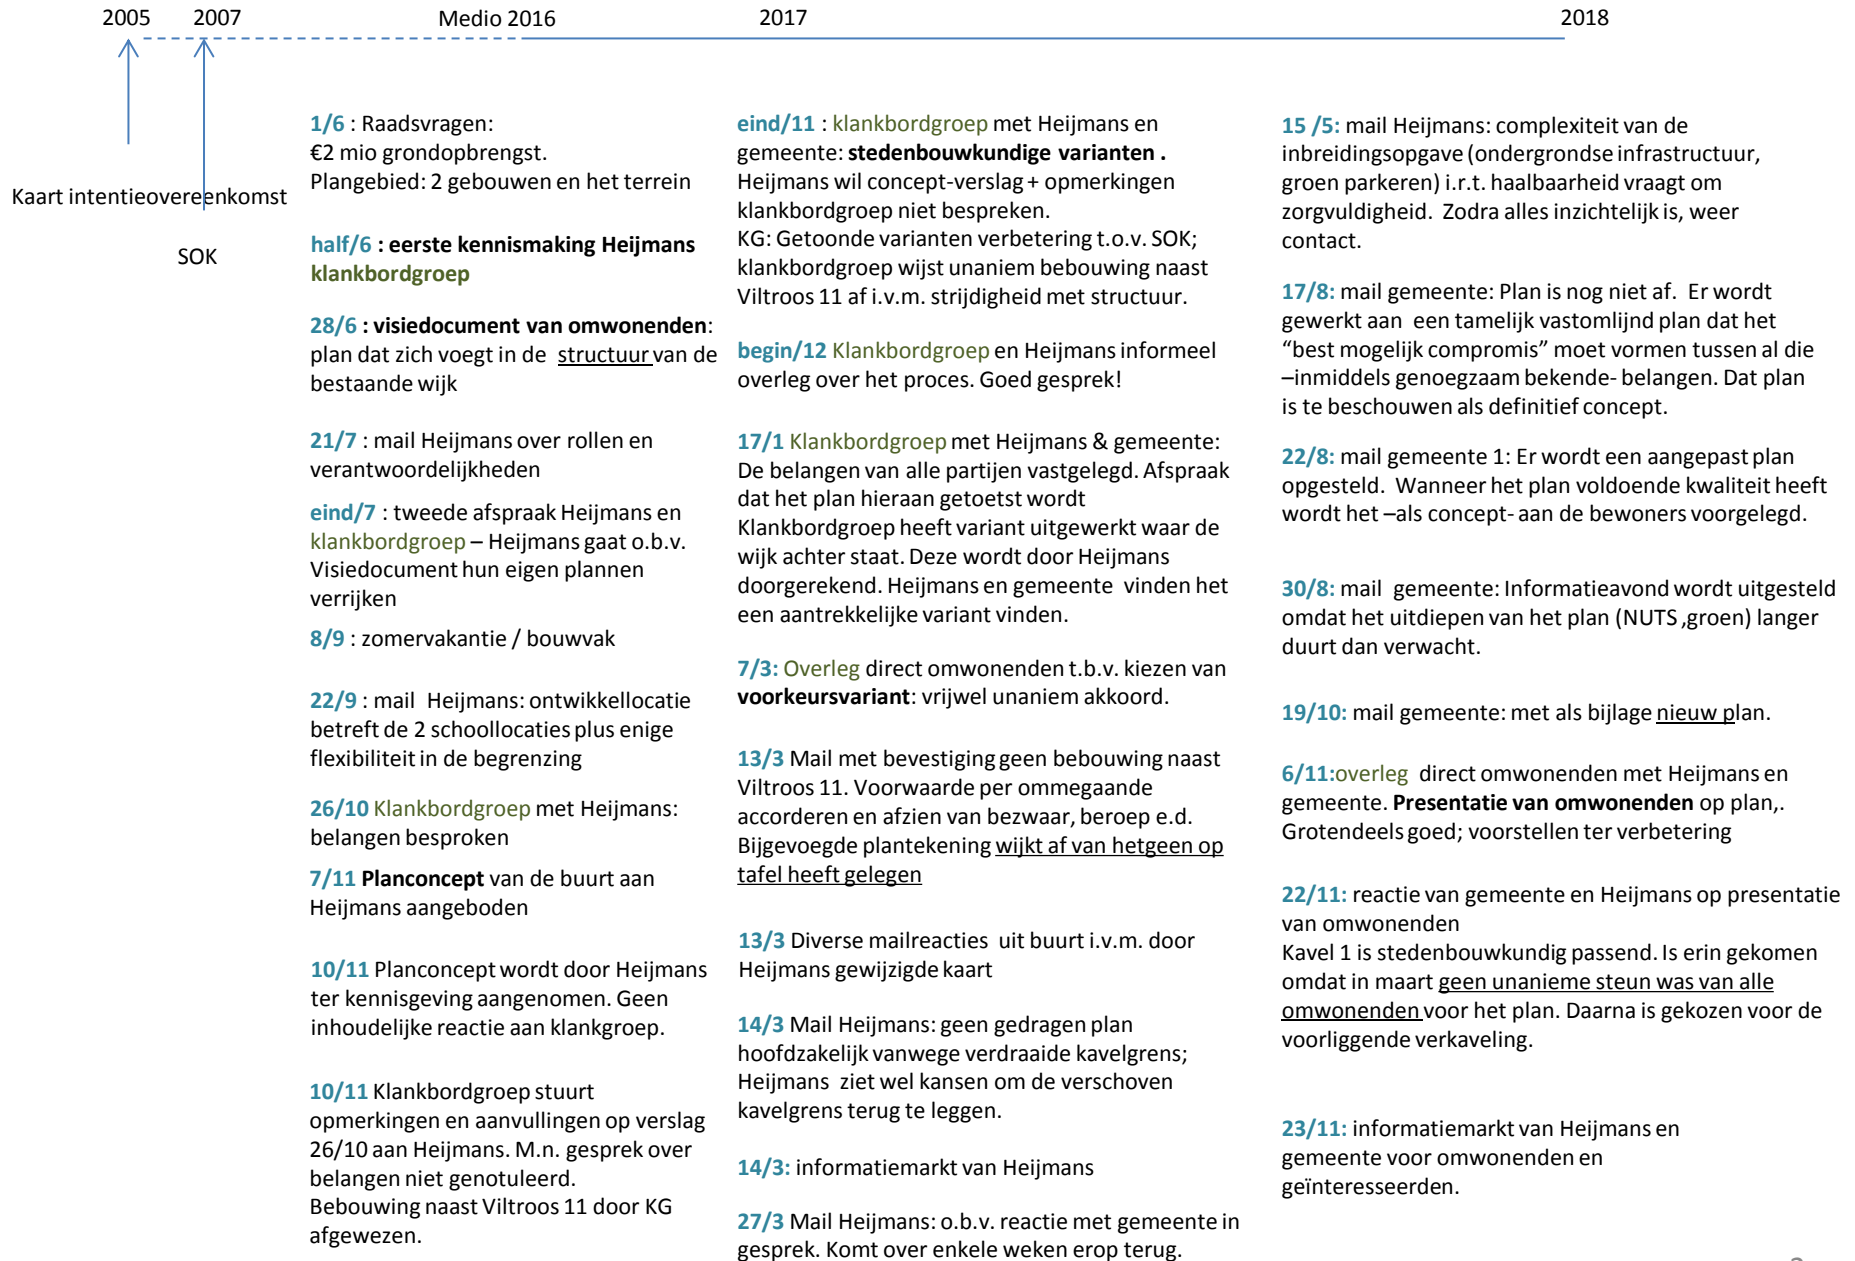 2005 2007 Medio 2016 2017 2018
Kaart intentieovereenkomst
SOK
1/6 : Raadsvragen:
€2 mio grondopbrengst.
Plangebied: 2 gebouwen en het terrein
half/6 : eerste kennismaking Heijmans
klankbordgroep
28/6 : visiedocument van omwonenden:
plan dat zich voegt in de structuur van de
bestaande wijk
21/7 : mail Heijmans over rollen en
verantwoordelijkheden
eind/7 : tweede afspraak Heijmans en
klankbordgroep – Heijmans gaat o.b.v.
Visiedocument hun eigen plannen
verrijken
8/9 : zomervakantie / bouwvak
22/9 : mail Heijmans: ontwikkellocatie
betreft de 2 schoollocaties plus enige
flexibiliteit in de begrenzing
26/10 Klankbordgroep met Heijmans:
belangen besproken
7/11 Planconcept van de buurt aan
Heijmans aangeboden
10/11 Planconcept wordt door Heijmans
ter kennisgeving aangenomen. Geen
inhoudelijke reactie aan klankgroep.
10/11 Klankbordgroep stuurt
opmerkingen en aanvullingen op verslag
26/10 aan Heijmans. M.n. gesprek over
belangen niet genotuleerd.
Bebouwing naast Viltroos 11 door KG
afgewezen.
eind/11 : klankbordgroep met Heijmans en
gemeente: stedenbouwkundige varianten .
Heijmans wil concept-verslag + opmerkingen
klankbordgroep niet bespreken.
KG: Getoonde varianten verbetering t.o.v. SOK;
klankbordgroep wijst unaniem bebouwing naast
Viltroos 11 af i.v.m. strijdigheid met structuur.
begin/12 Klankbordgroep en Heijmans informeel
overleg over het proces. Goed gesprek!
17/1 Klankbordgroep met Heijmans & gemeente:
De belangen van alle partijen vastgelegd. Afspraak
dat het plan hieraan getoetst wordt
Klankbordgroep heeft variant uitgewerkt waar de
wijk achter staat. Deze wordt door Heijmans
doorgerekend. Heijmans en gemeente vinden het
een aantrekkelijke variant vinden.
7/3: Overleg direct omwonenden t.b.v. kiezen van
voorkeursvariant: vrijwel unaniem akkoord.
13/3 Mail met bevestiging geen bebouwing naast
Viltroos 11. Voorwaarde per ommegaande
accorderen en afzien van bezwaar, beroep e.d.
Bijgevoegde plantekening wijkt af van hetgeen op
tafel heeft gelegen
13/3 Diverse mailreacties uit buurt i.v.m. door
Heijmans gewijzigde kaart
14/3 Mail Heijmans: geen gedragen plan
hoofdzakelijk vanwege verdraaide kavelgrens;
Heijmans ziet wel kansen om de verschoven
kavelgrens terug te leggen.
14/3: informatiemarkt van Heijmans
27/3 Mail Heijmans: o.b.v. reactie met gemeente in
gesprek. Komt over enkele weken erop terug.
15 /5: mail Heijmans: complexiteit van de
inbreidingsopgave (ondergrondse infrastructuur,
groen parkeren) i.r.t. haalbaarheid vraagt om
zorgvuldigheid. Zodra alles inzichtelijk is, weer
contact.
17/8: mail gemeente: Plan is nog niet af. Er wordt
gewerkt aan een tamelijk vastomlijnd plan dat het
“best mogelijk compromis” moet vormen tussen al die
–inmiddels genoegzaam bekende- belangen. Dat plan
is te beschouwen als definitief concept.
22/8: mail gemeente 1: Er wordt een aangepast plan
opgesteld. Wanneer het plan voldoende kwaliteit heeft
wordt het –als concept- aan de bewoners voorgelegd.
30/8: mail gemeente: Informatieavond wordt uitgesteld
omdat het uitdiepen van het plan (NUTS ,groen) langer
duurt dan verwacht.
19/10: mail gemeente: met als bijlage nieuw plan.
6/11:overleg direct omwonenden met Heijmans en
gemeente. Presentatie van omwonenden op plan,.
Grotendeels goed; voorstellen ter verbetering
22/11: reactie van gemeente en Heijmans op presentatie
van omwonenden
Kavel 1 is stedenbouwkundig passend. Is erin gekomen
omdat in maart geen unanieme steun was van alle
omwonenden voor het plan. Daarna is gekozen voor de
voorliggende verkaveling.
23/11: informatiemarkt van Heijmans en
gemeente voor omwonenden en
geïnteresseerden.